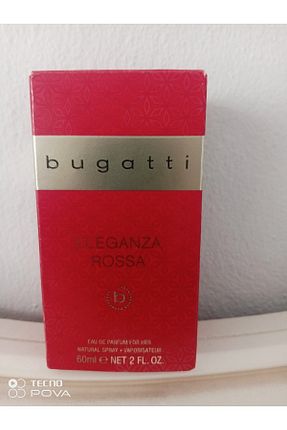 bugatti
ELEGANZA
ROSSA
b
EAU DE PARFUM FOR HER
NATURAL SPRAY • VAPORISATEUR
60ml e NET 2 FL. OZ.
TECNO
POVA